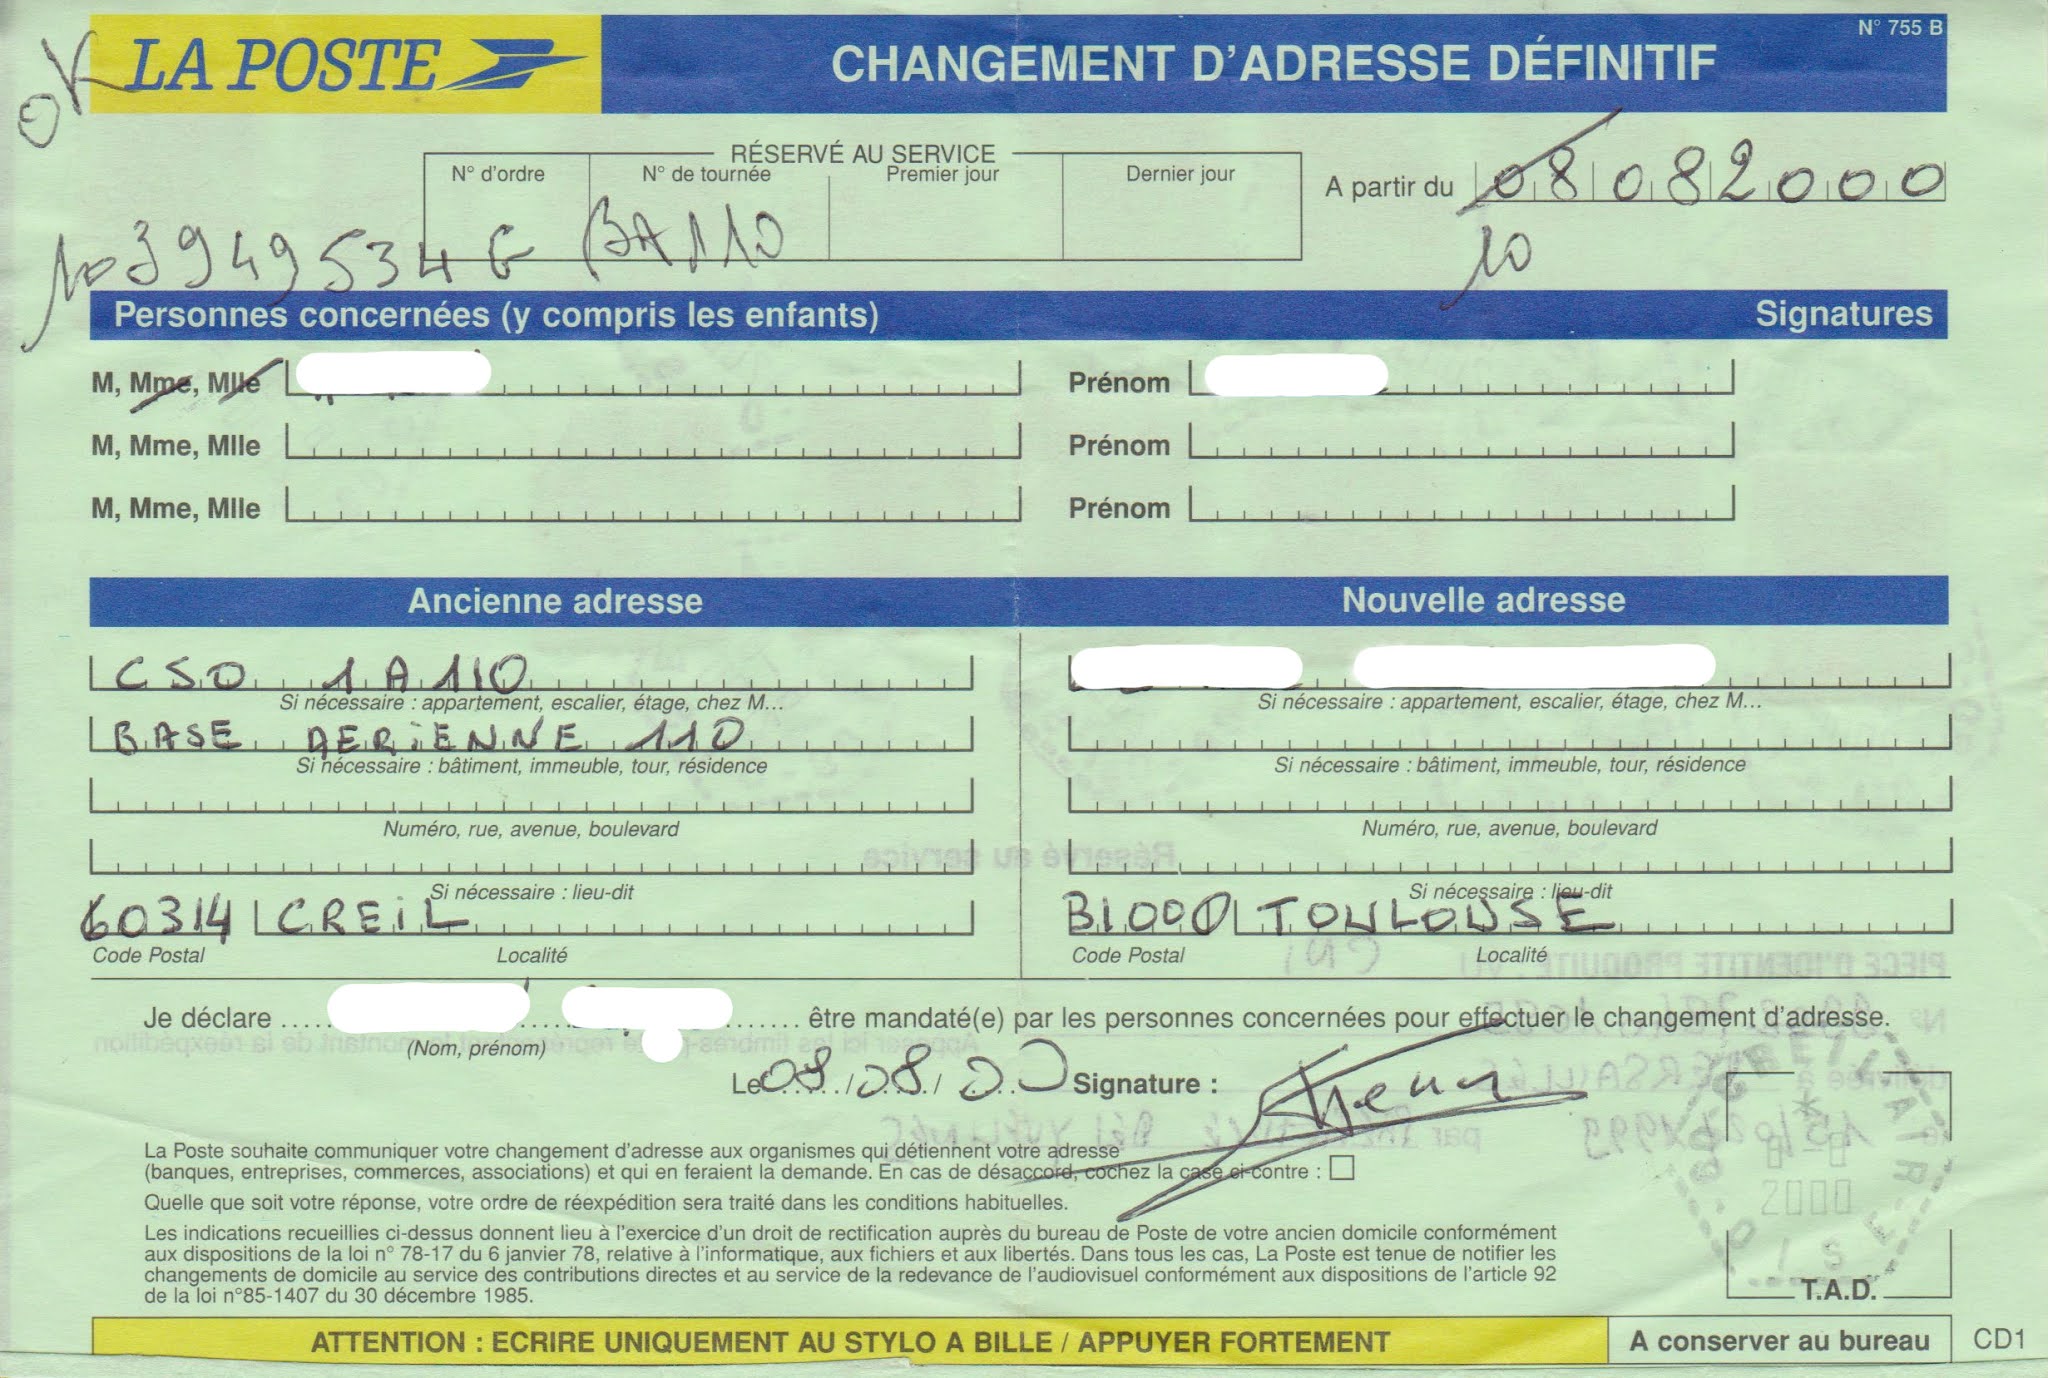 N° 755 B
OK
LA POSTE
CHANGEMENT D'ADRESSE DÉFINITIF
RÉSERVÉ AU SERVICE
N° d'ordre N° de tournée Premier jour Dernier jour
A partir du 08 08 2000
10
1039495346 BA110
Personnes concernées (y compris les enfants) Signatures
M, Mme, Mlle Prénom
M, Mme, Mlle Prénom
M, Mme, Mlle Prénom
Ancienne adresse Nouvelle adresse
CSO 1A110
Si nécessaire : appartement, escalier, étage, chez M... Si nécessaire : appartement, escalier, étage, chez M...
BASE AERIENNE 110
Si nécessaire : bâtiment, immeuble, tour, résidence Si nécessaire : bâtiment, immeuble, tour, résidence
Numéro, rue, avenue, boulevard Numéro, rue, avenue, boulevard
Si nécessaire : lieu-dit Si nécessaire : lieu-dit
60314 CREIL 31000 TOULOUSE
Code Postal Localité Code Postal Localité
Je déclare être mandaté(e) par les personnes concernées pour effectuer le changement d'adresse.
(Nom, prénom)
Le 08/08/00 Signature :
La Poste souhaite communiquer votre changement d'adresse aux organismes qui détiennent votre adresse
(banques, entreprises, commerces, associations) et qui en feraient la demande. En cas de désaccord, cochez la case ci-contre :
Quelle que soit votre réponse, votre ordre de réexpédition sera traité dans les conditions habituelles.
Les indications recueillies ci-dessus donnent lieu à l'exercice d'un droit de rectification auprès du bureau de Poste de votre ancien domicile conformément
aux dispositions de la loi n° 78-17 du 6 janvier 78, relative à l'informatique, aux fichiers et aux libertés. Dans tous les cas, La Poste est tenue de notifier les
changements de domicile au service des contributions directes et au service de la redevance de l'audiovisuel conformément aux dispositions de l'article 92
de la loi n°85-1407 du 30 décembre 1985.
CREIL AIR
2000
OISE
T.A.D.
ATTENTION : ECRIRE UNIQUEMENT AU STYLO A BILLE / APPUYER FORTEMENT
A conserver au bureau
CD1